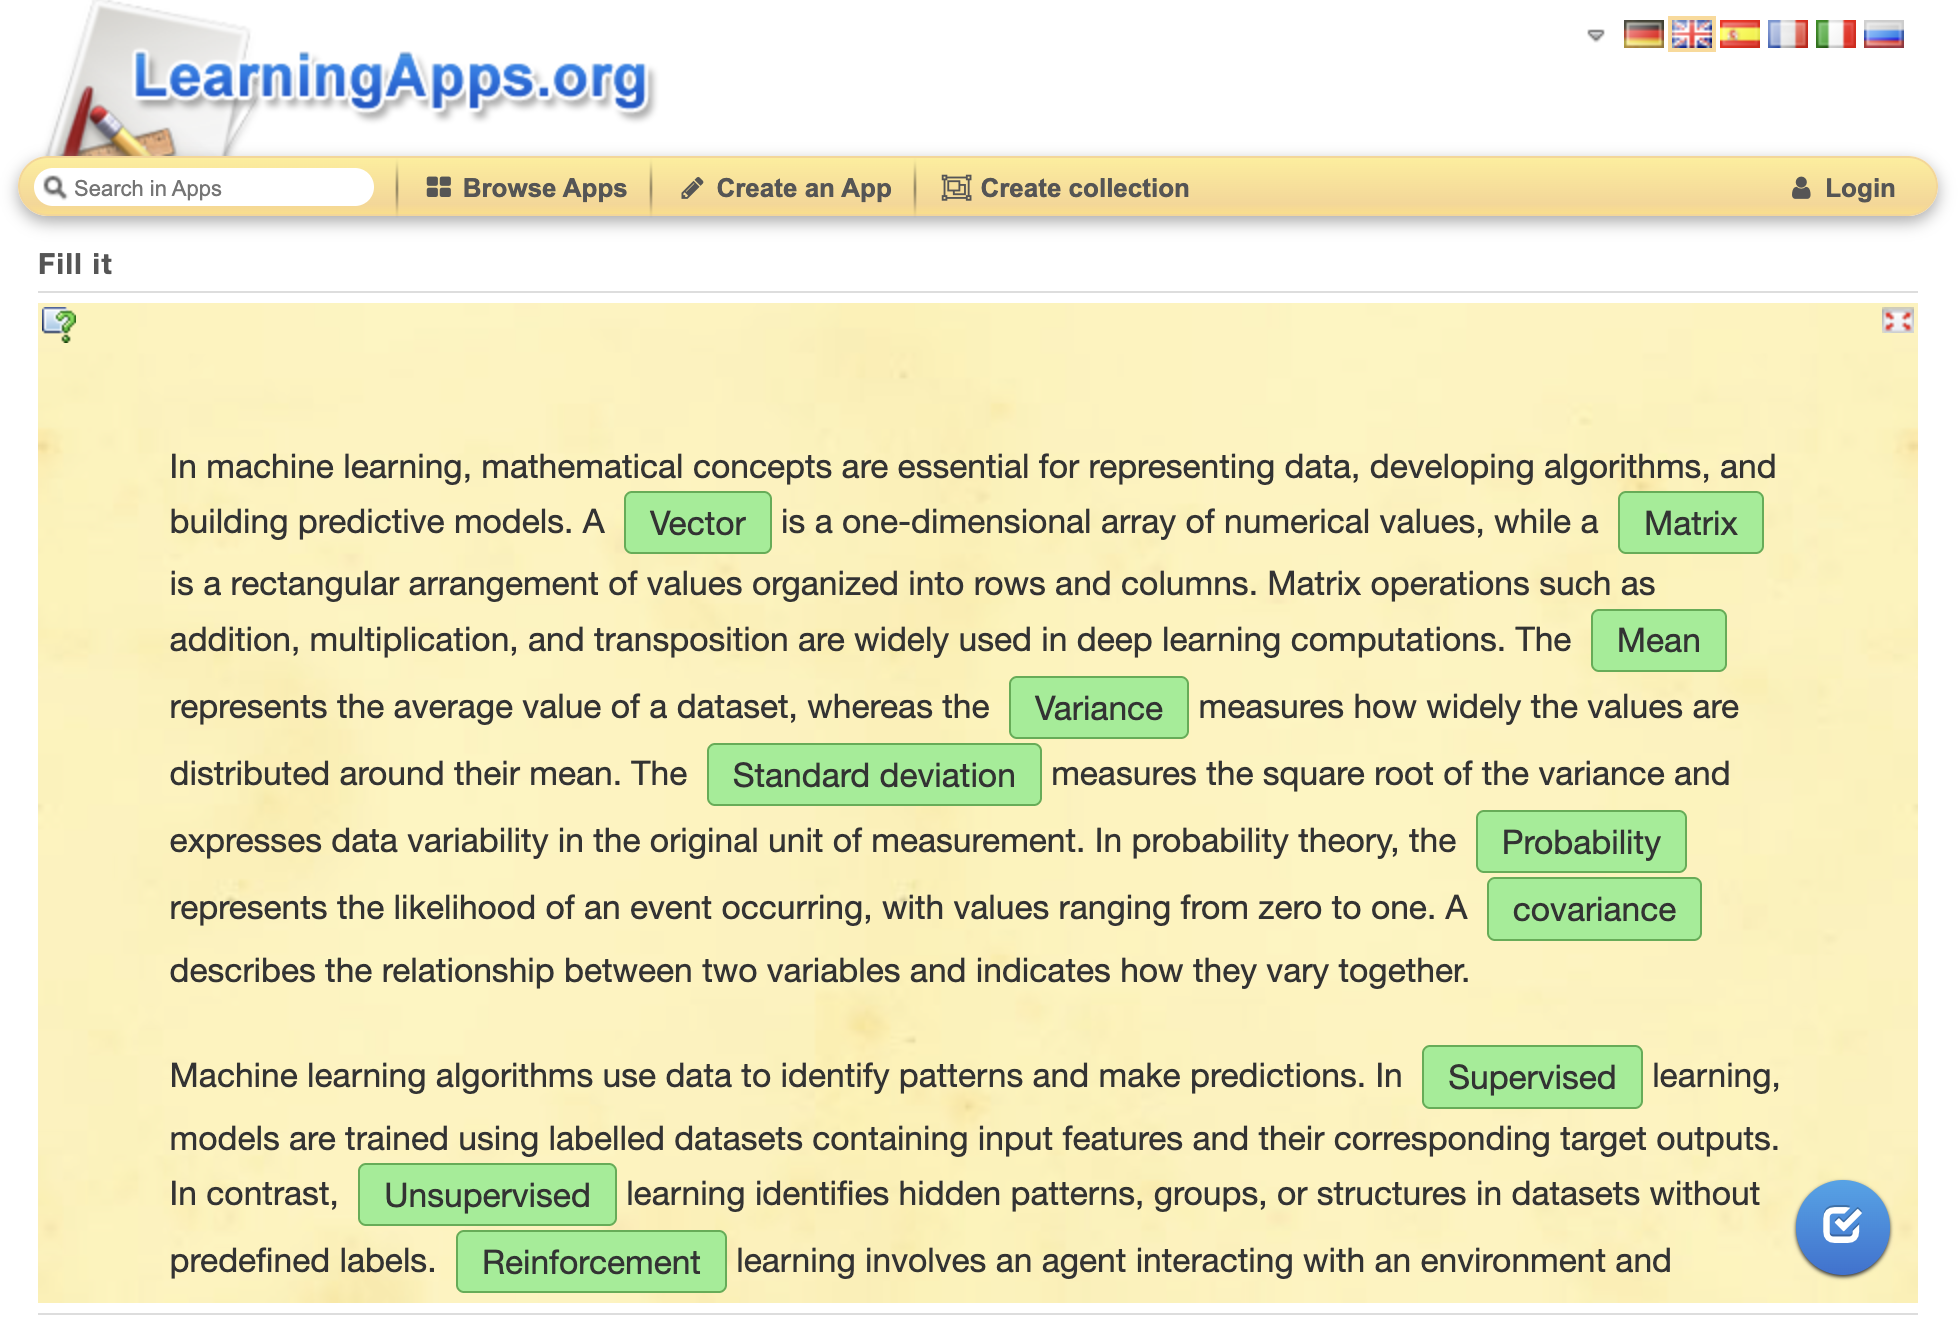 LearningApps.org
Search in Apps
Browse Apps
Create an App
Create collection
Login
Fill it
In machine learning, mathematical concepts are essential for representing data, developing algorithms, and
building predictive models. A Vector is a one-dimensional array of numerical values, while a Matrix
is a rectangular arrangement of values organized into rows and columns. Matrix operations such as
addition, multiplication, and transposition are widely used in deep learning computations. The Mean
represents the average value of a dataset, whereas the Variance measures how widely the values are
distributed around their mean. The Standard deviation measures the square root of the variance and
expresses data variability in the original unit of measurement. In probability theory, the Probability
represents the likelihood of an event occurring, with values ranging from zero to one. A covariance
describes the relationship between two variables and indicates how they vary together.
Machine learning algorithms use data to identify patterns and make predictions. In Supervised learning,
models are trained using labelled datasets containing input features and their corresponding target outputs.
In contrast, Unsupervised learning identifies hidden patterns, groups, or structures in datasets without
predefined labels. Reinforcement learning involves an agent interacting with an environment and